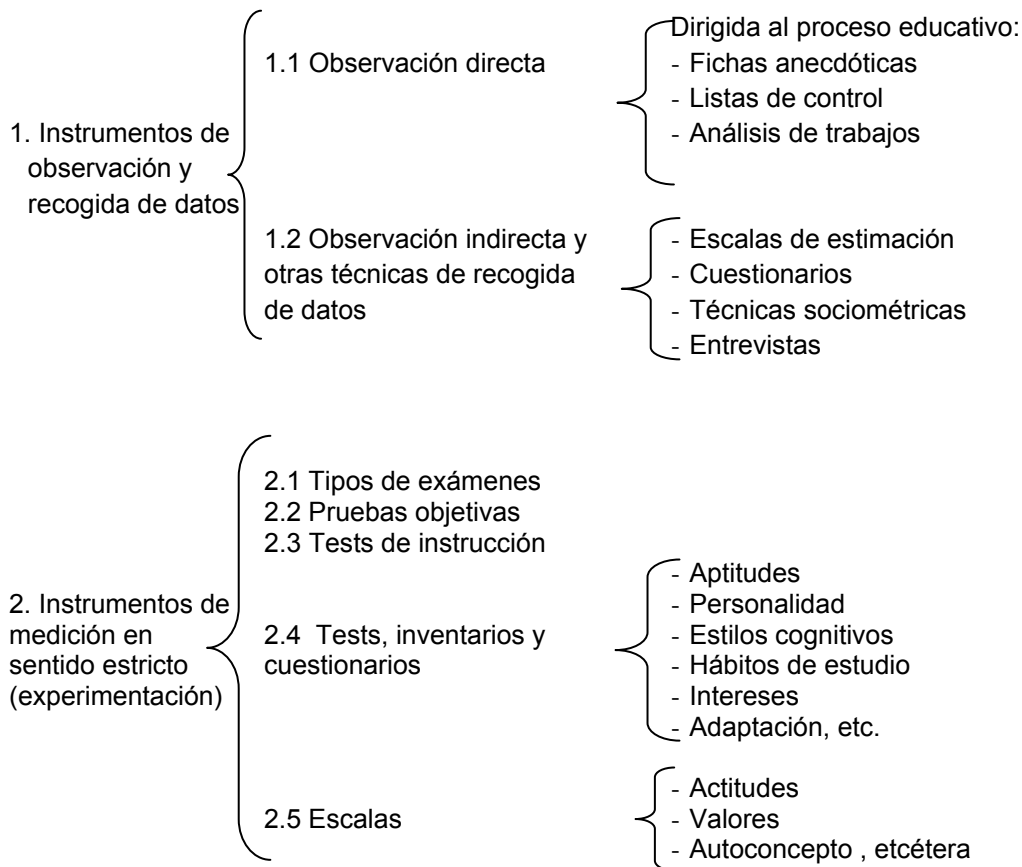 1. Instrumentos de
observación y
recogida de datos
1.1 Observación directa
Dirigida al proceso educativo:
- Fichas anecdóticas
- Listas de control
- Análisis de trabajos
1.2 Observación indirecta y
otras técnicas de recogida
de datos
- Escalas de estimación
- Cuestionarios
- Técnicas sociométricas
- Entrevistas
2. Instrumentos de
medición en
sentido estricto
(experimentación)
2.1 Tipos de exámenes
2.2 Pruebas objetivas
2.3 Tests de instrucción
2.4 Tests, inventarios y
cuestionarios
- Aptitudes
- Personalidad
- Estilos cognitivos
- Hábitos de estudio
- Intereses
- Adaptación, etc.
2.5 Escalas
- Actitudes
- Valores
- Autoconcepto , etcétera